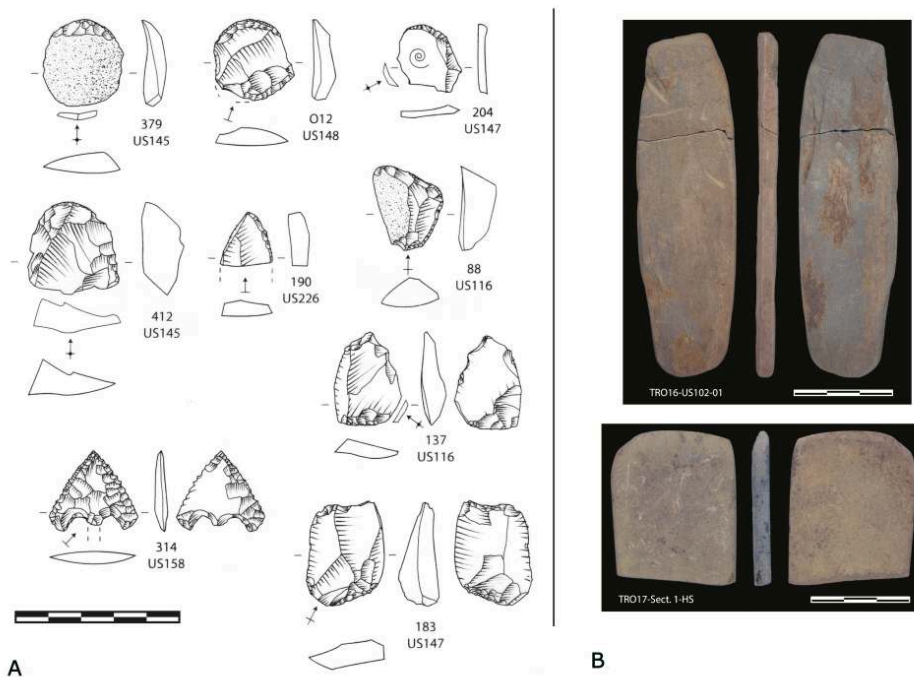 379
US145
O12
US148
204
US147
412
US145
190
US226
88
US116
137
US116
314
US158
183
US147
A
TRO16-US102-01
TRO17-Sect. 1-HS
B